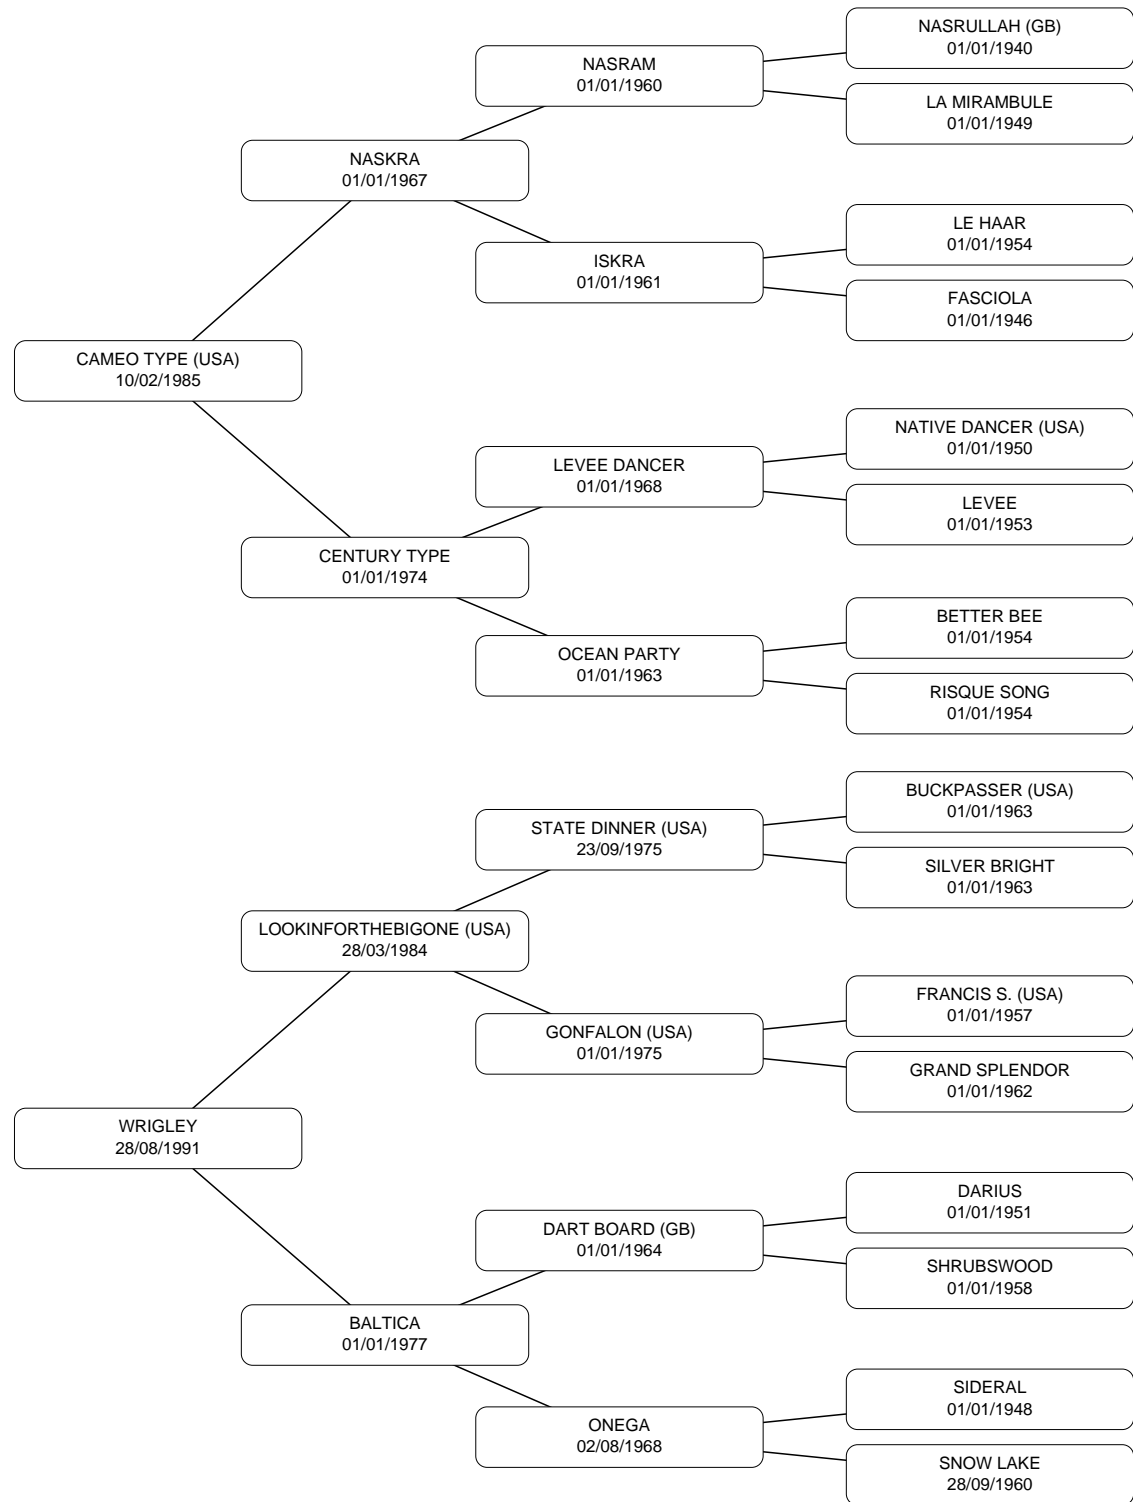 NASRULLAH (GB)
01/01/1940
NASRAM
01/01/1960
LA MIRAMBULE
01/01/1949
NASKRA
01/01/1967
LE HAAR
01/01/1954
ISKRA
01/01/1961
FASCIOLA
01/01/1946
CAMEO TYPE (USA)
10/02/1985
NATIVE DANCER (USA)
01/01/1950
LEVEE DANCER
01/01/1968
LEVEE
01/01/1953
CENTURY TYPE
01/01/1974
BETTER BEE
01/01/1954
OCEAN PARTY
01/01/1963
RISQUE SONG
01/01/1954
BUCKPASSER (USA)
01/01/1963
STATE DINNER (USA)
23/09/1975
SILVER BRIGHT
01/01/1963
LOOKINFORTHEBIGONE (USA)
28/03/1984
FRANCIS S. (USA)
01/01/1957
GONFALON (USA)
01/01/1975
GRAND SPLENDOR
01/01/1962
WRIGLEY
28/08/1991
DARIUS
01/01/1951
DART BOARD (GB)
01/01/1964
SHRUBSWOOD
01/01/1958
BALTICA
01/01/1977
SIDERAL
01/01/1948
ONEGA
02/08/1968
SNOW LAKE
28/09/1960